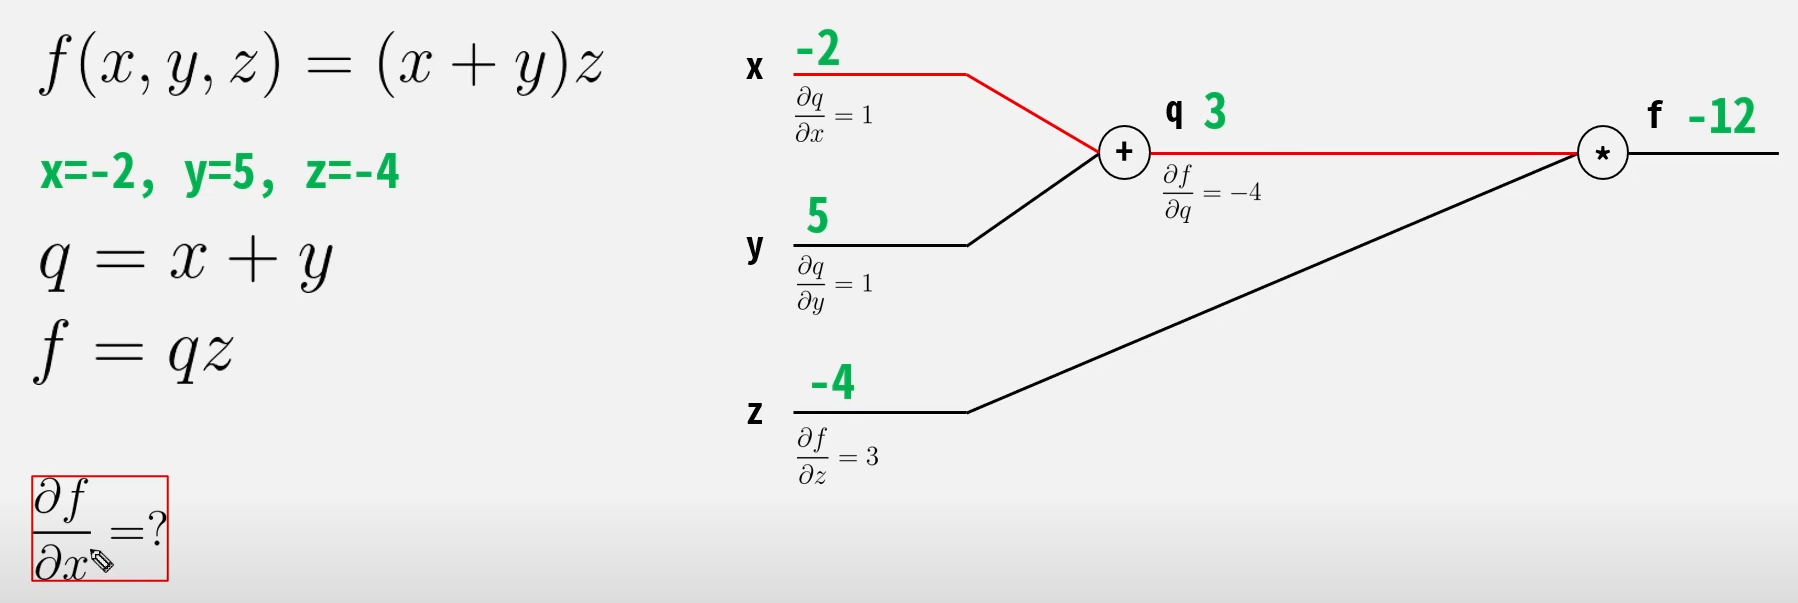 f(x, y, z) = (x + y)z
x=-2, y=5, z=-4
q = x + y
f = qz
∂f/∂x =?
x -2
∂q/∂x = 1
y 5
∂q/∂y = 1
z -4
∂f/∂z = 3
+
q 3
∂f/∂q = −4
*
f -12